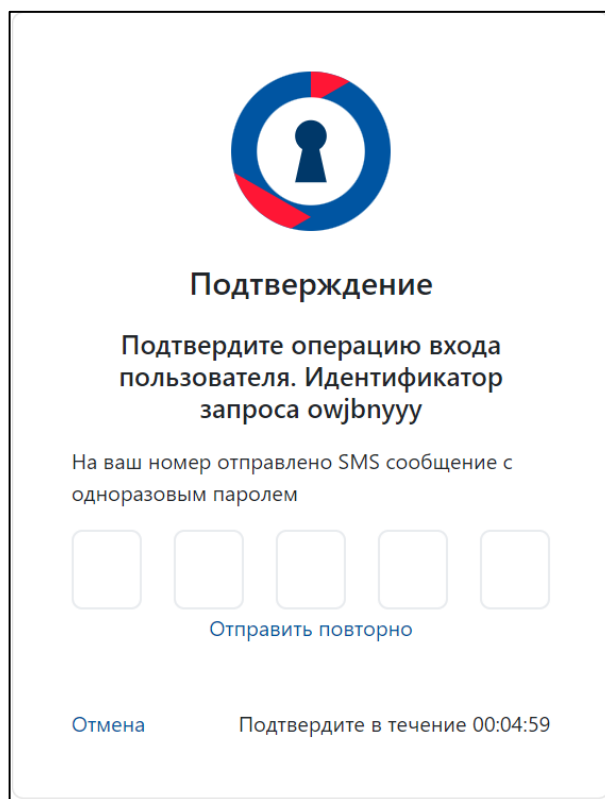 Подтверждение
Подтвердите операцию входа
пользователя. Идентификатор
запроса owjbnyyy
На ваш номер отправлено SMS сообщение с
одноразовым паролем
Отправить повторно
Отмена Подтвердите в течение 00:04:59